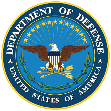 DEPARTMENT OF DEFENSE
UNITED STATES OF AMERICA